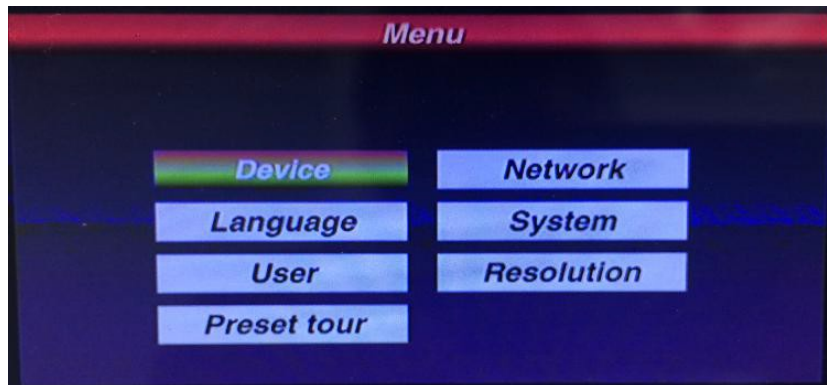 Menu
Device
Network
Language
System
User
Resolution
Preset tour